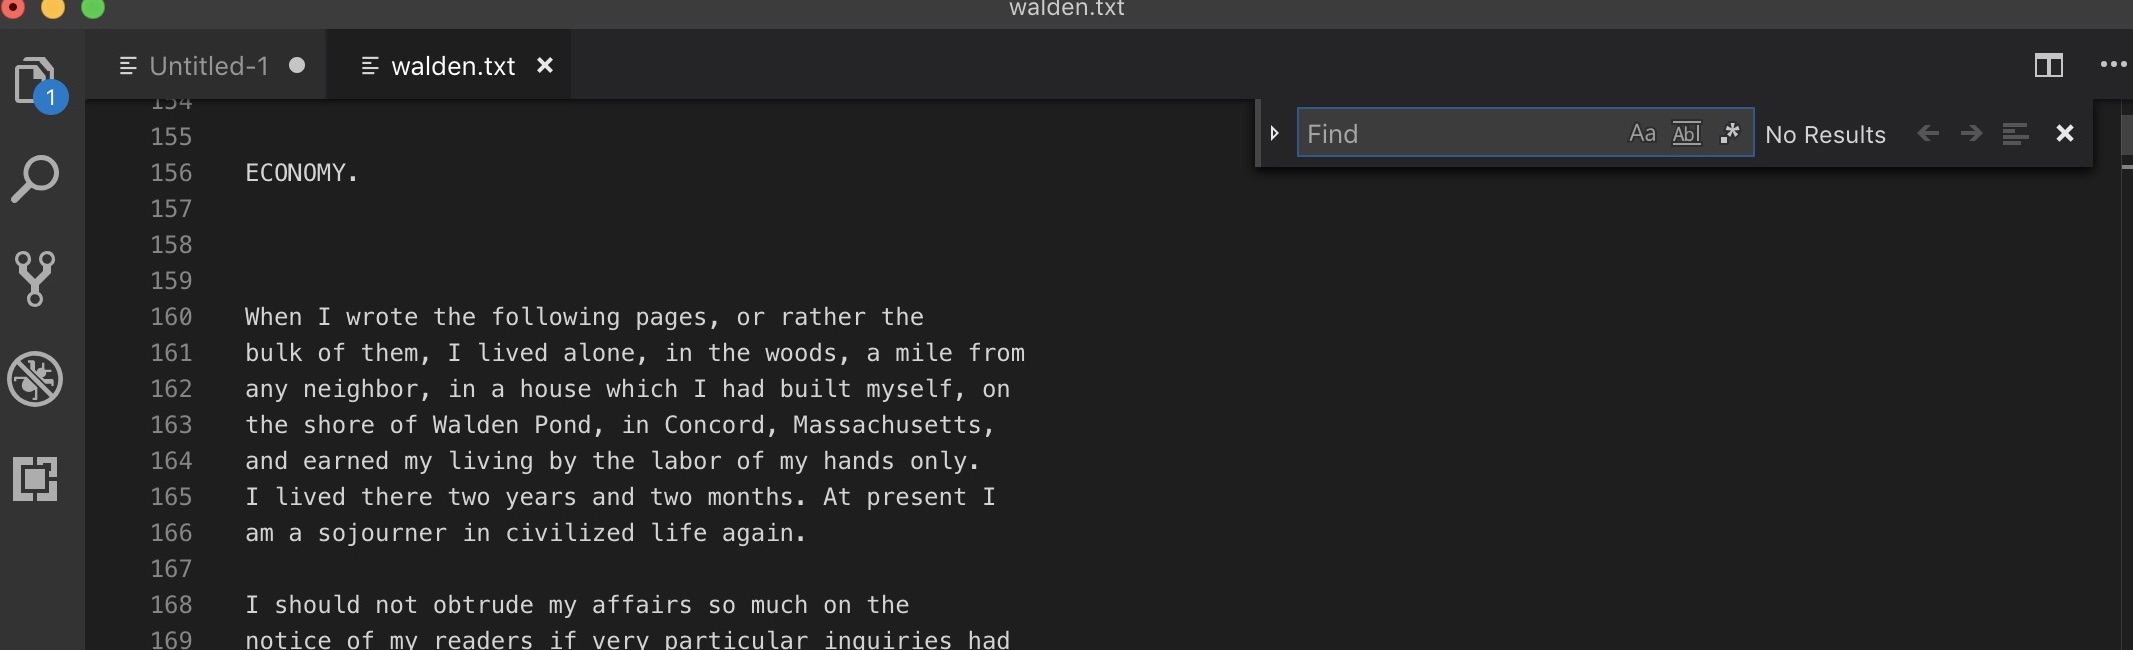 walden.txt
Untitled-1
walden.txt
1
Find
Aa
Abl
.*
No Results
154
155
156 ECONOMY.
157
158
159
160 When I wrote the following pages, or rather the
161 bulk of them, I lived alone, in the woods, a mile from
162 any neighbor, in a house which I had built myself, on
163 the shore of Walden Pond, in Concord, Massachusetts,
164 and earned my living by the labor of my hands only.
165 I lived there two years and two months. At present I
166 am a sojourner in civilized life again.
167
168 I should not obtrude my affairs so much on the
169 notice of my readers if very particular inquiries had